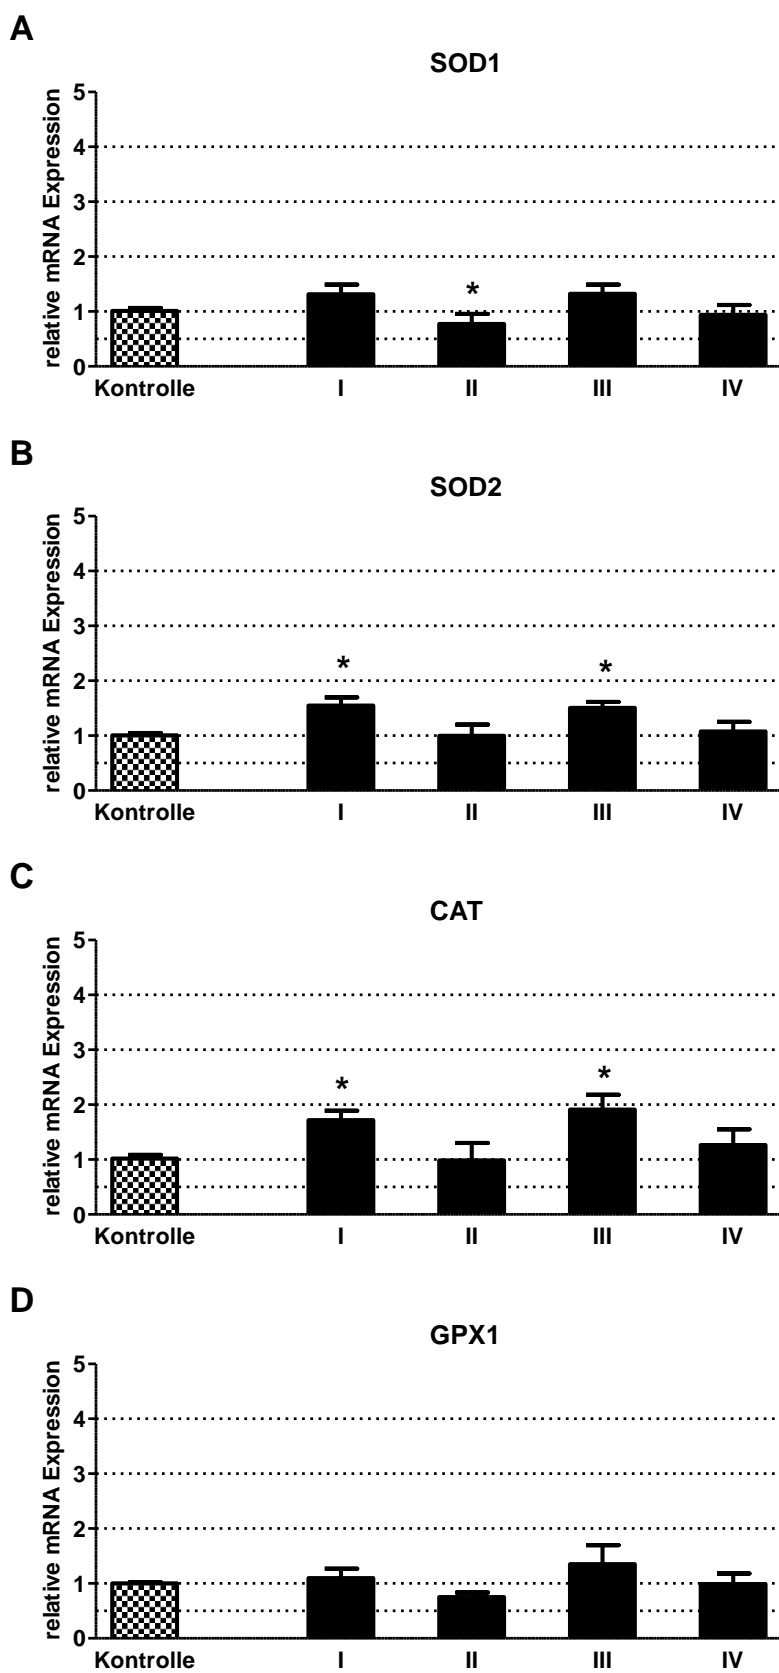 A
SOD1
relative mRNA Expression
5
4
3
2
1
0
*
Kontrolle I II III IV
B
SOD2
relative mRNA Expression
5
4
3
2
1
0
* *
Kontrolle I II III IV
C
CAT
relative mRNA Expression
5
4
3
2
1
0
* *
Kontrolle I II III IV
D
GPX1
relative mRNA Expression
5
4
3
2
1
0
Kontrolle I II III IV